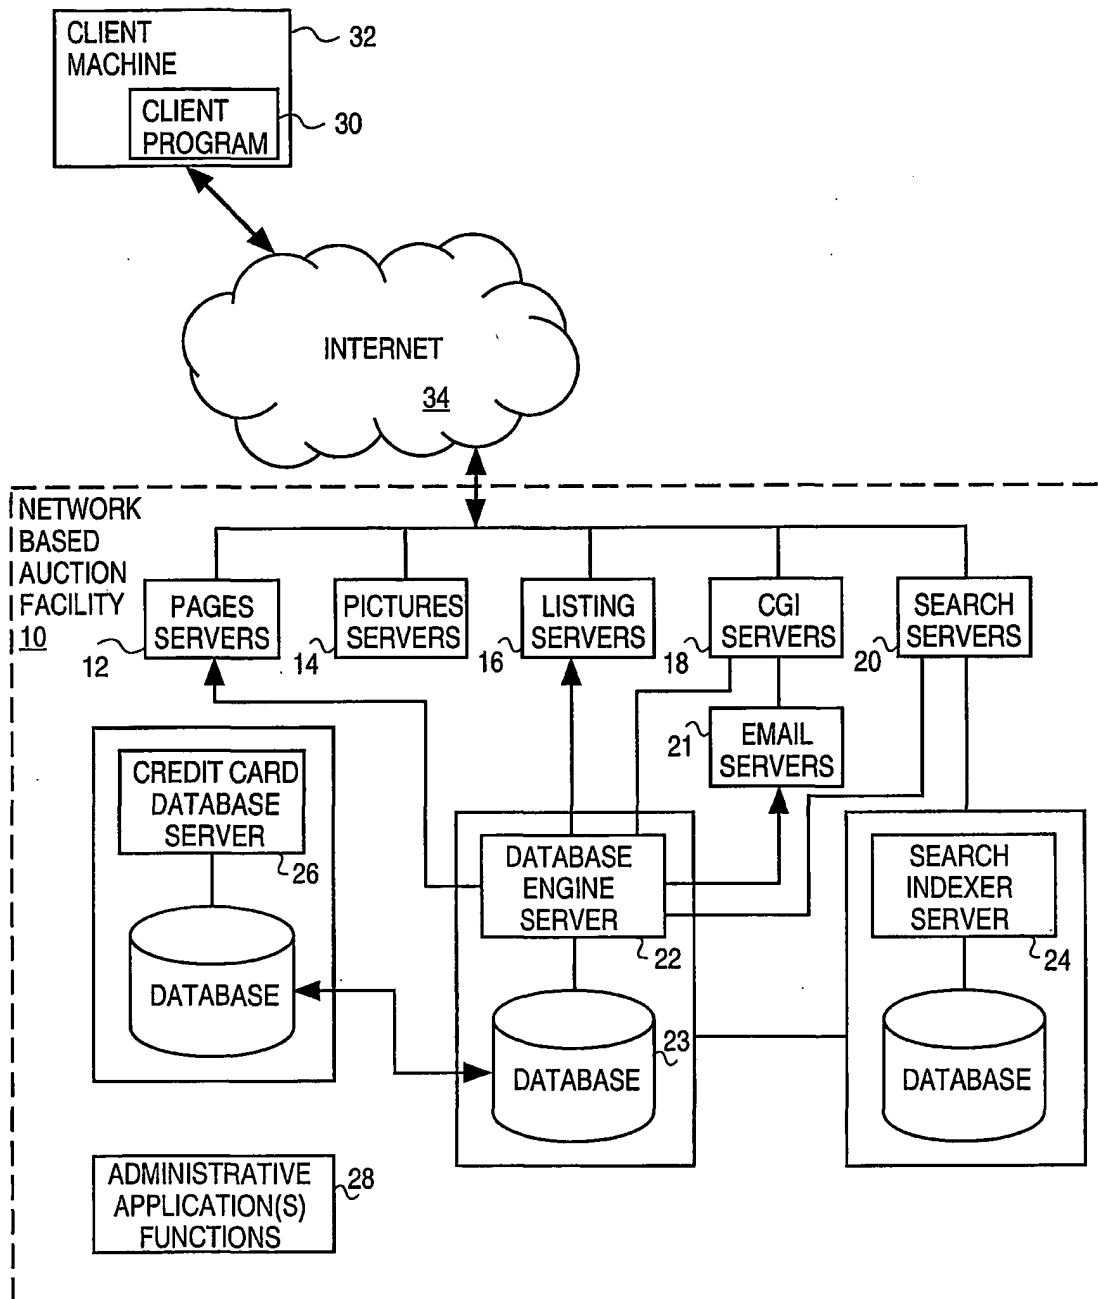 CLIENT
MACHINE
32
CLIENT
PROGRAM
30
INTERNET
34
NETWORK
BASED
AUCTION
FACILITY
10
PAGES
SERVERS
12
PICTURES
SERVERS
14
LISTING
SERVERS
16
CGI
SERVERS
18
SEARCH
SERVERS
20
EMAIL
SERVERS
21
CREDIT CARD
DATABASE
SERVER
26
DATABASE
DATABASE
ENGINE
SERVER
22
DATABASE
23
SEARCH
INDEXER
SERVER
24
DATABASE
ADMINISTRATIVE
APPLICATION(S)
FUNCTIONS
28